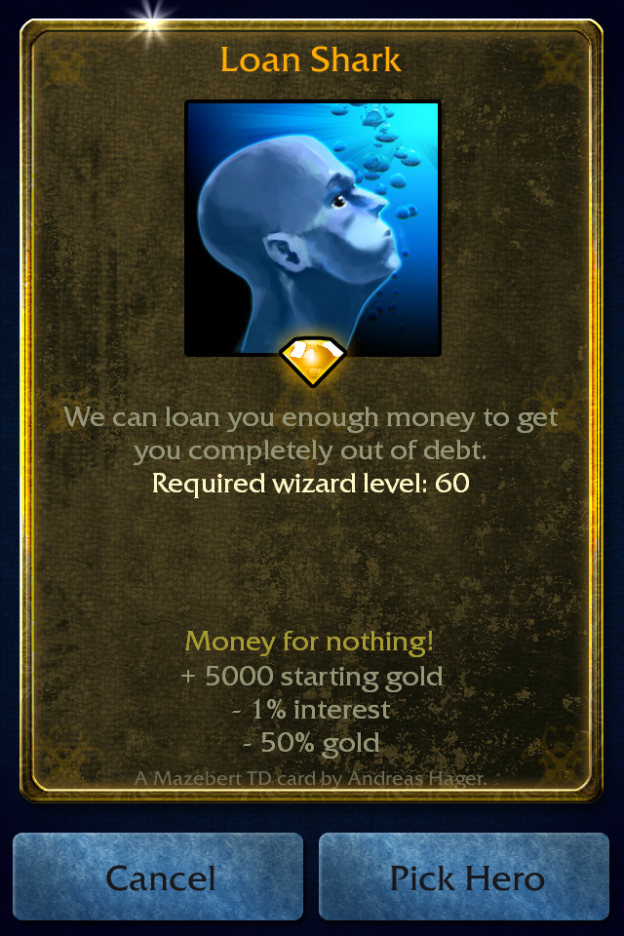 Loan Shark
We can loan you enough money to get
you completely out of debt.
Required wizard level: 60
Money for nothing!
+ 5000 starting gold
- 1% interest
- 50% gold
A Mazebert TD card by Andreas Hager.
Cancel
Pick Hero